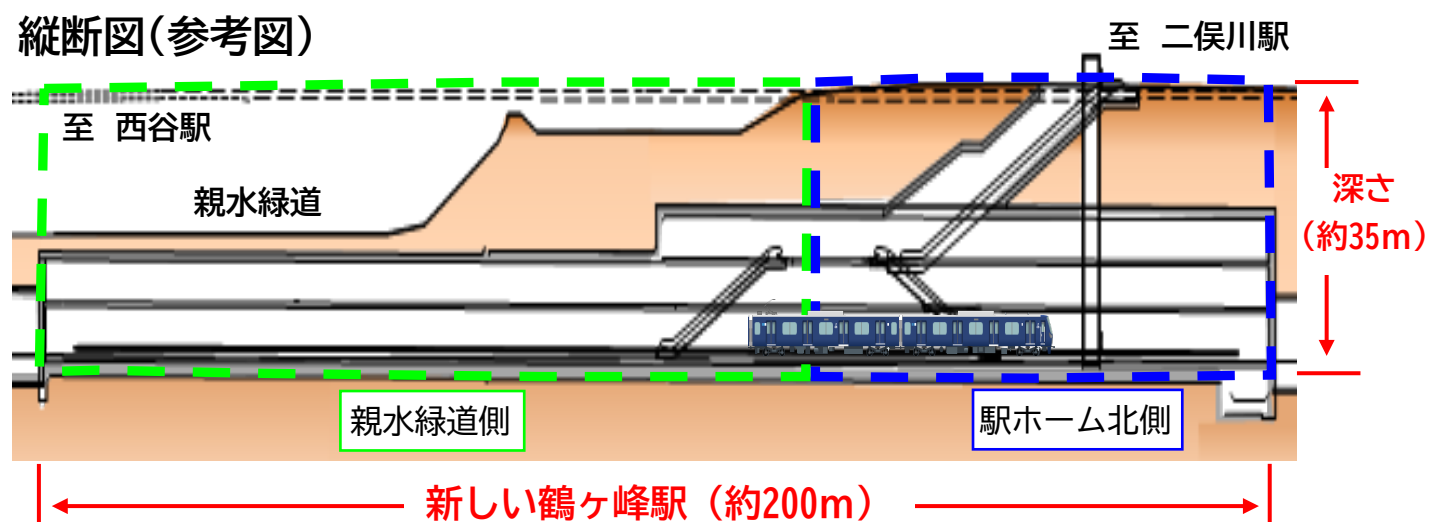 縦断図(参考図)
至 二俣川駅
至 西谷駅
親水緑道
深さ
(約35m)
親水緑道側
駅ホーム北側
新しい鶴ヶ峰駅(約200m)